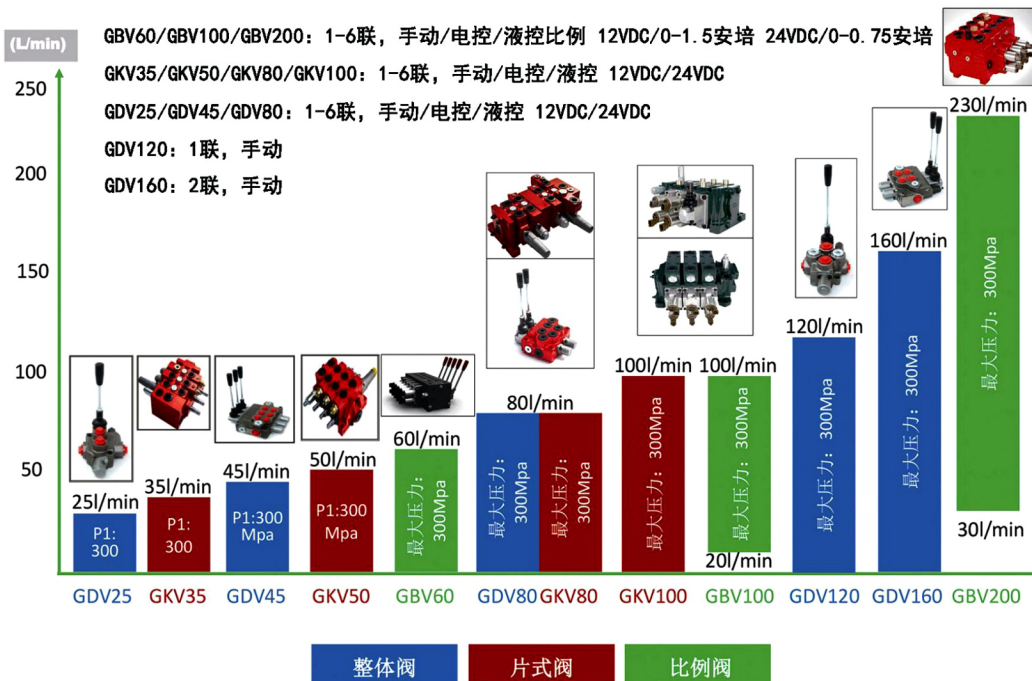 (L/min)
GBV60/GBV100/GBV200: 1-6联, 手动/电控/液控比例 12VDC/0-1.5安培 24VDC/0-0.75安培
GKV35/GKV50/GKV80/GKV100: 1-6联, 手动/电控/液控 12VDC/24VDC
GDV25/GDV45/GDV80: 1-6联, 手动/电控/液控 12VDC/24VDC
GDV120: 1联, 手动
GDV160: 2联, 手动
250
200
150
100
50
25l/min
P1:
300
35l/min
P1:
300
45l/min
P1:300
Mpa
50l/min
P1:300
Mpa
60l/min
最大压力:
300Mpa
80l/min
最大压力:
300Mpa
最大压力:
300Mpa
100l/min
最大压力: 300Mpa
100l/min
最大压力: 300Mpa
20l/min
120l/min
最大压力: 300Mpa
160l/min
最大压力: 300Mpa
230l/min
最大压力: 300Mpa
30l/min
GDV25 GKV35 GDV45 GKV50 GBV60 GDV80 GKV80 GKV100 GBV100 GDV120 GDV160 GBV200
整体阀 片式阀 比例阀